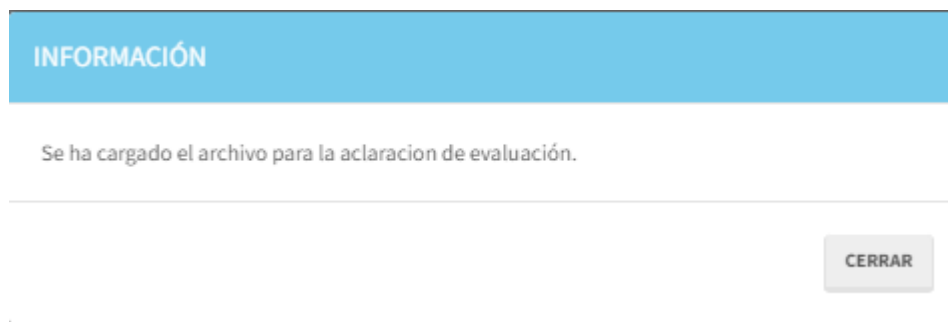 INFORMACIÓN
Se ha cargado el archivo para la aclaracion de evaluación.
CERRAR